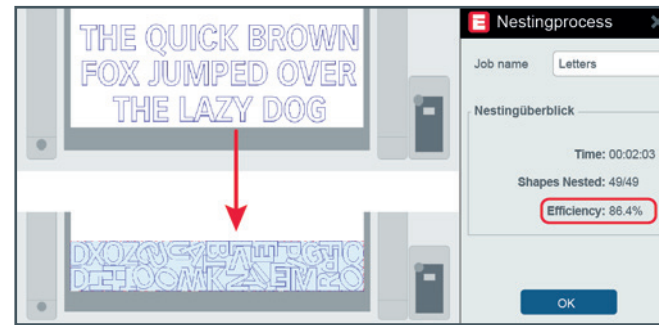 THE QUICK BROWN
FOX JUMPED OVER
THE LAZY DOG
E Nestingprocess
Job name Letters
Nestingüberblick
Time: 00:02:03
Shapes Nested: 49/49
Efficiency: 86.4%
OK